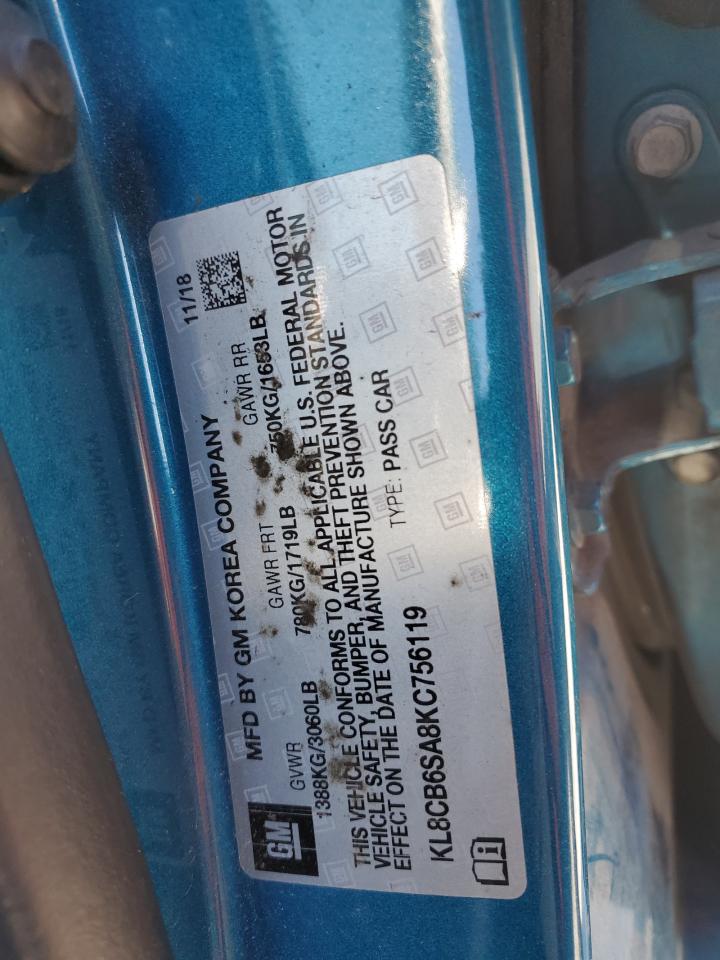 MFD BY GM KOREA COMPANY 11/18
GM
GVWR GAWR FRT GAWR RR
1388KG/3060LB 780KG/1719LB 750KG/1653LB
THIS VEHICLE CONFORMS TO ALL APPLICABLE U.S. FEDERAL MOTOR
VEHICLE SAFETY, BUMPER, AND THEFT PREVENTION STANDARDS IN
EFFECT ON THE DATE OF MANUFACTURE SHOWN ABOVE.
KL8CB6SA8KC756119 TYPE: PASS CAR